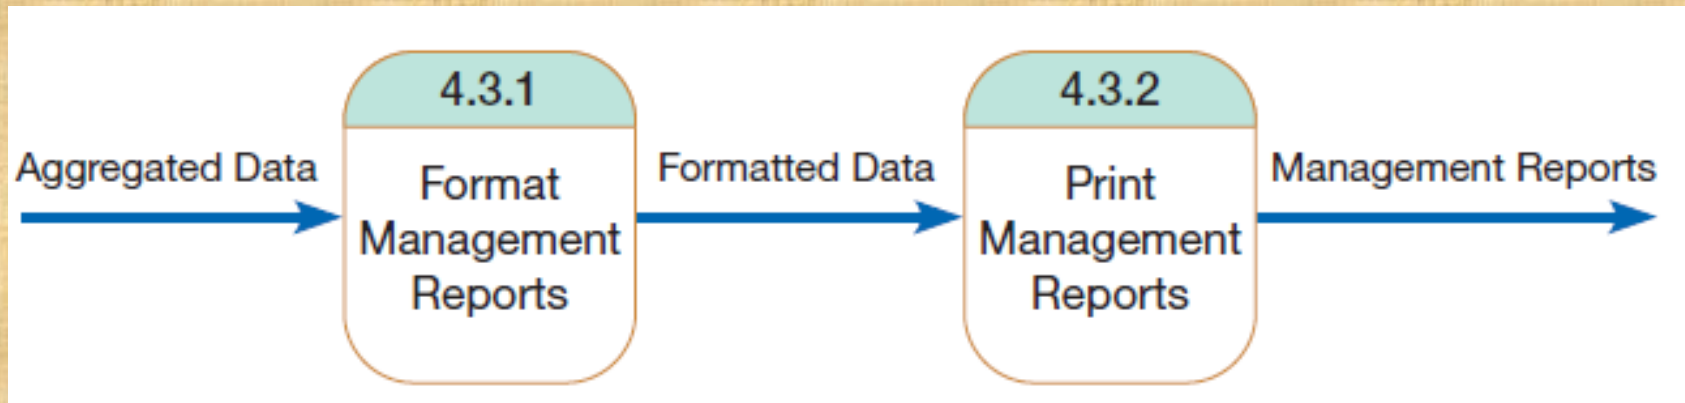 4.3.1
4.3.2
Aggregated Data
Format
Management
Reports
Formatted Data
Print
Management
Reports
Management Reports